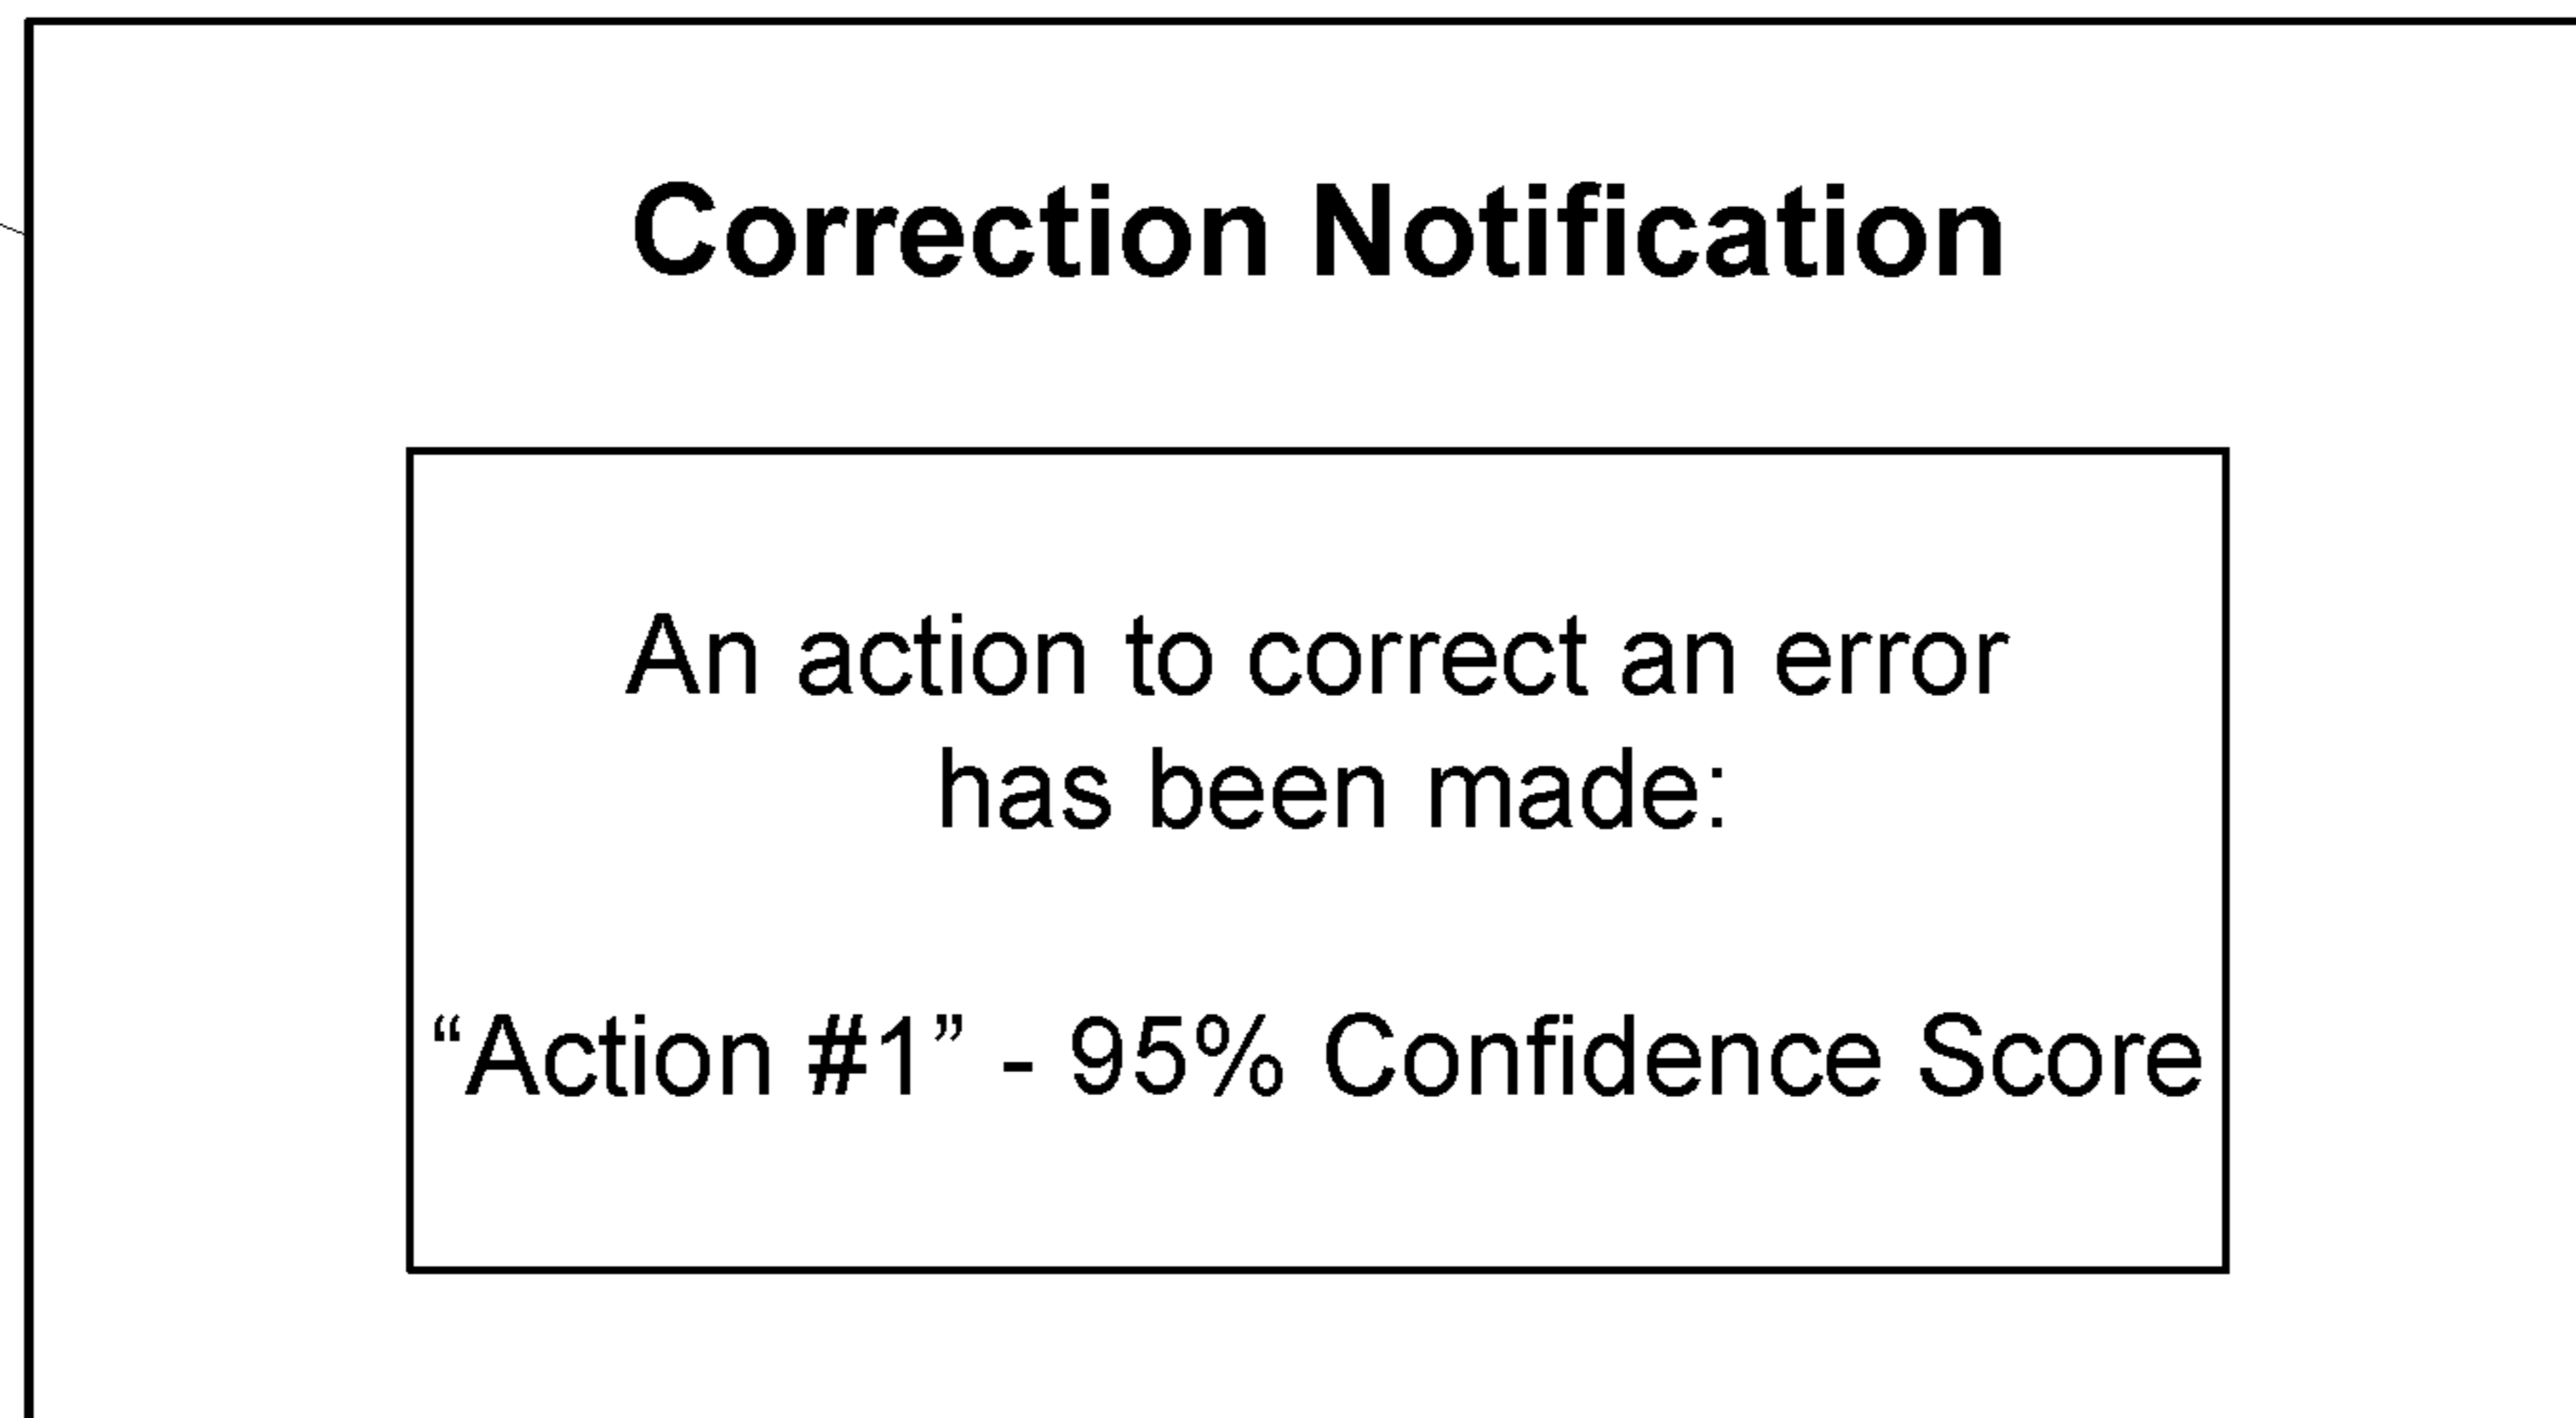 Correction Notification
An action to correct an error
has been made:
“Action #1” - 95% Confidence Score